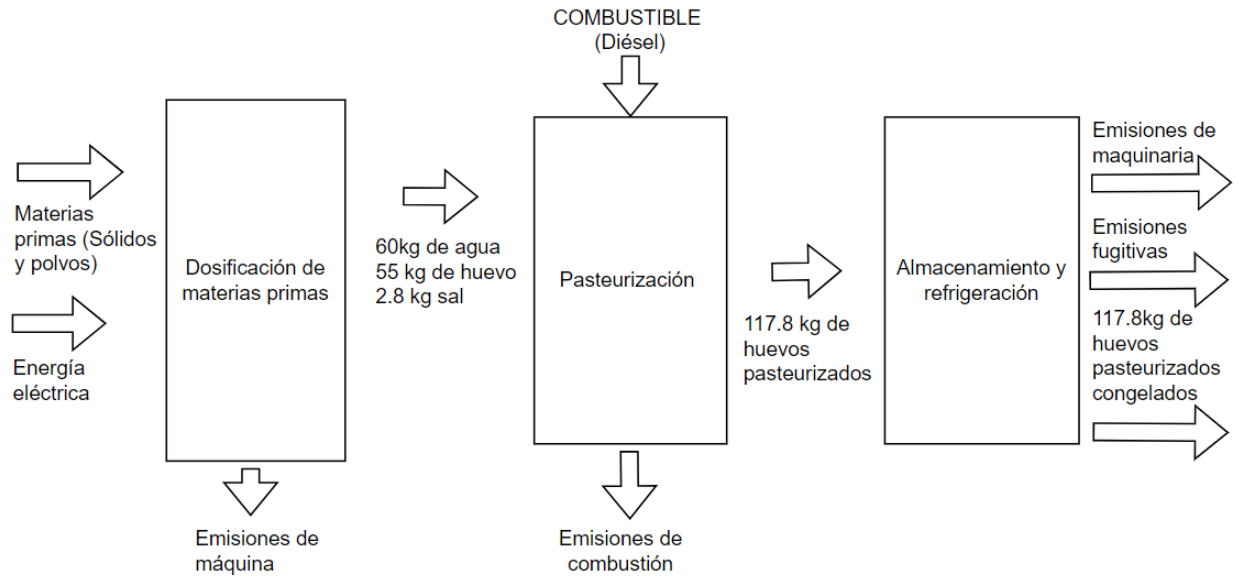 COMBUSTIBLE
(Diésel)
Materias
primas (Sólidos
y polvos)
Energía
eléctrica
Dosificación de
materias primas
Emisiones de
máquina
60kg de agua
55 kg de huevo
2.8 kg sal
Pasteurización
Emisiones de
combustión
117.8 kg de
huevos
pasteurizados
Almacenamiento y
refrigeración
Emisiones de
maquinaria
Emisiones
fugitivas
117.8kg de
huevos
pasteurizados
congelados